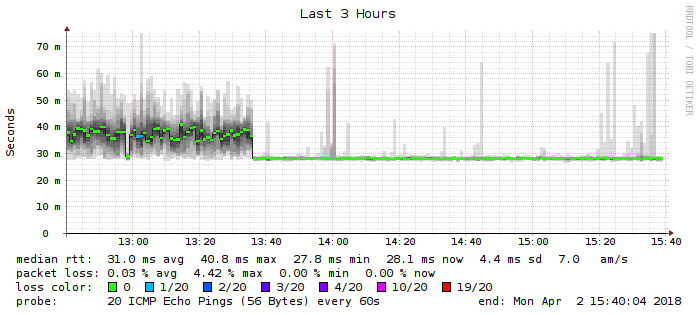 Last 3 Hours
RRDTOOL / TOBI OETIKER
Seconds
70 m
60 m
50 m
40 m
30 m
20 m
10 m
0
13:00 13:20 13:40 14:00 14:20 14:40 15:00 15:20 15:40
median rtt: 31.0 ms avg 40.8 ms max 27.8 ms min 28.1 ms now 4.4 ms sd 7.0 am/s
packet loss: 0.03 % avg 4.42 % max 0.00 % min 0.00 % now
loss color: 0 1/20 2/20 3/20 4/20 10/20 19/20
probe: 20 ICMP Echo Pings (56 Bytes) every 60s end: Mon Apr 2 15:40:04 2018